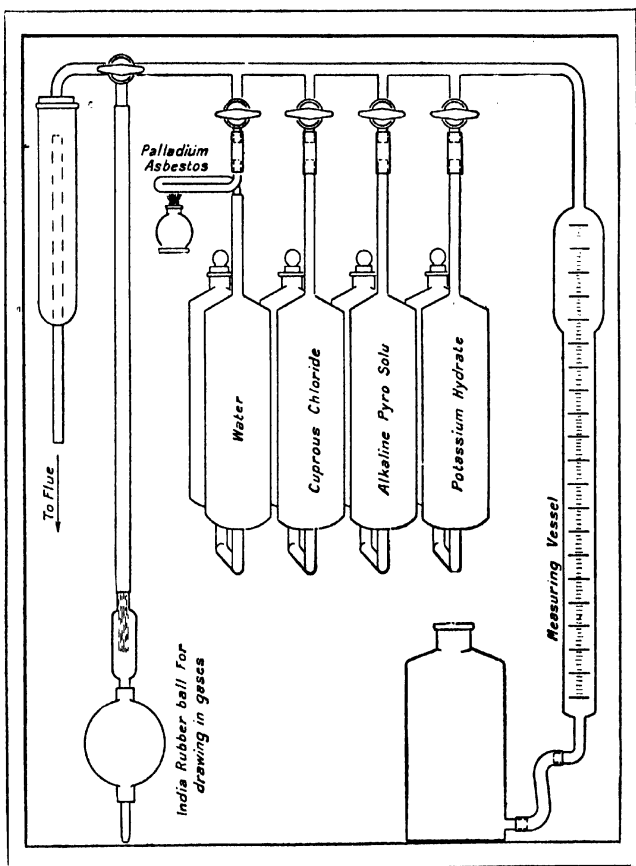 Palladium
Asbestos
To Flue
Water
Cuprous Chloride
Alkaline Pyro Solu
Potassium Hydrate
Measuring Vessel
India Rubber ball For
drawing in gases